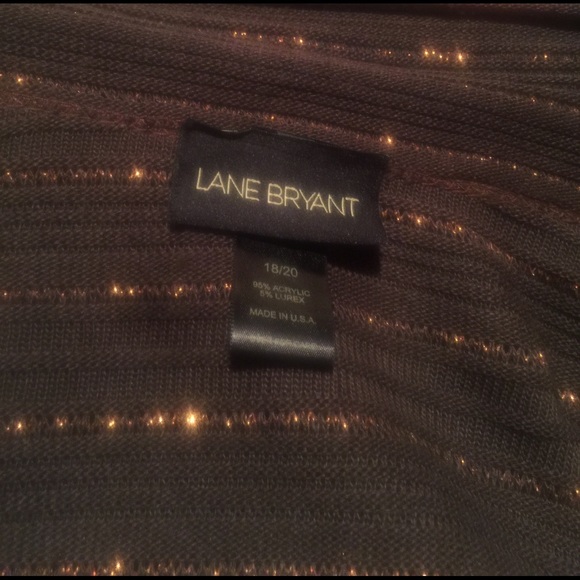 LANE BRYANT
18/20
95% ACRYLIC
5% LUREX
MADE IN U.S.A.